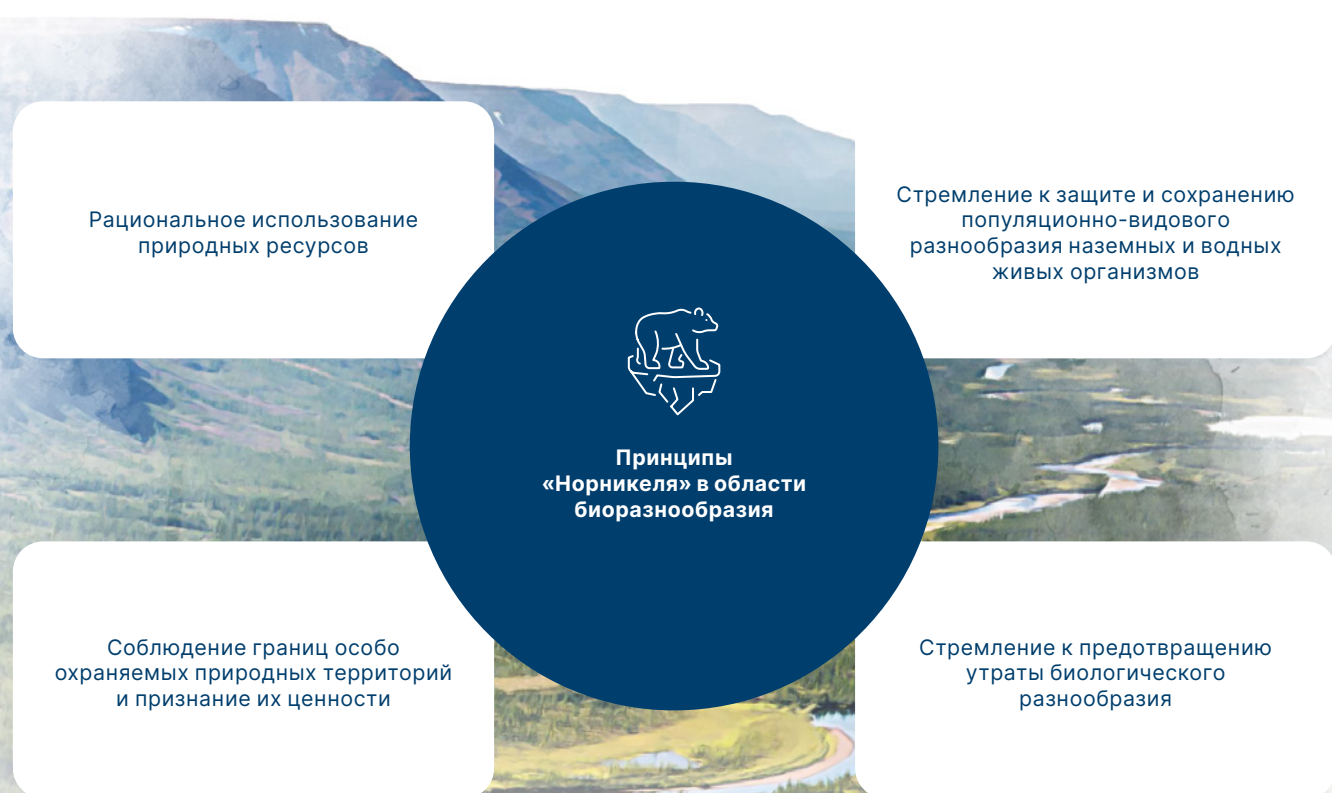 Рациональное использование
природных ресурсов
Стремление к защите и сохранению
популяционно-видового
разнообразия наземных и водных
живых организмов
Принципы
«Норникеля» в области
биоразнообразия
Соблюдение границ особо
охраняемых природных территорий
и признание их ценности
Стремление к предотвращению
утраты биологического
разнообразия